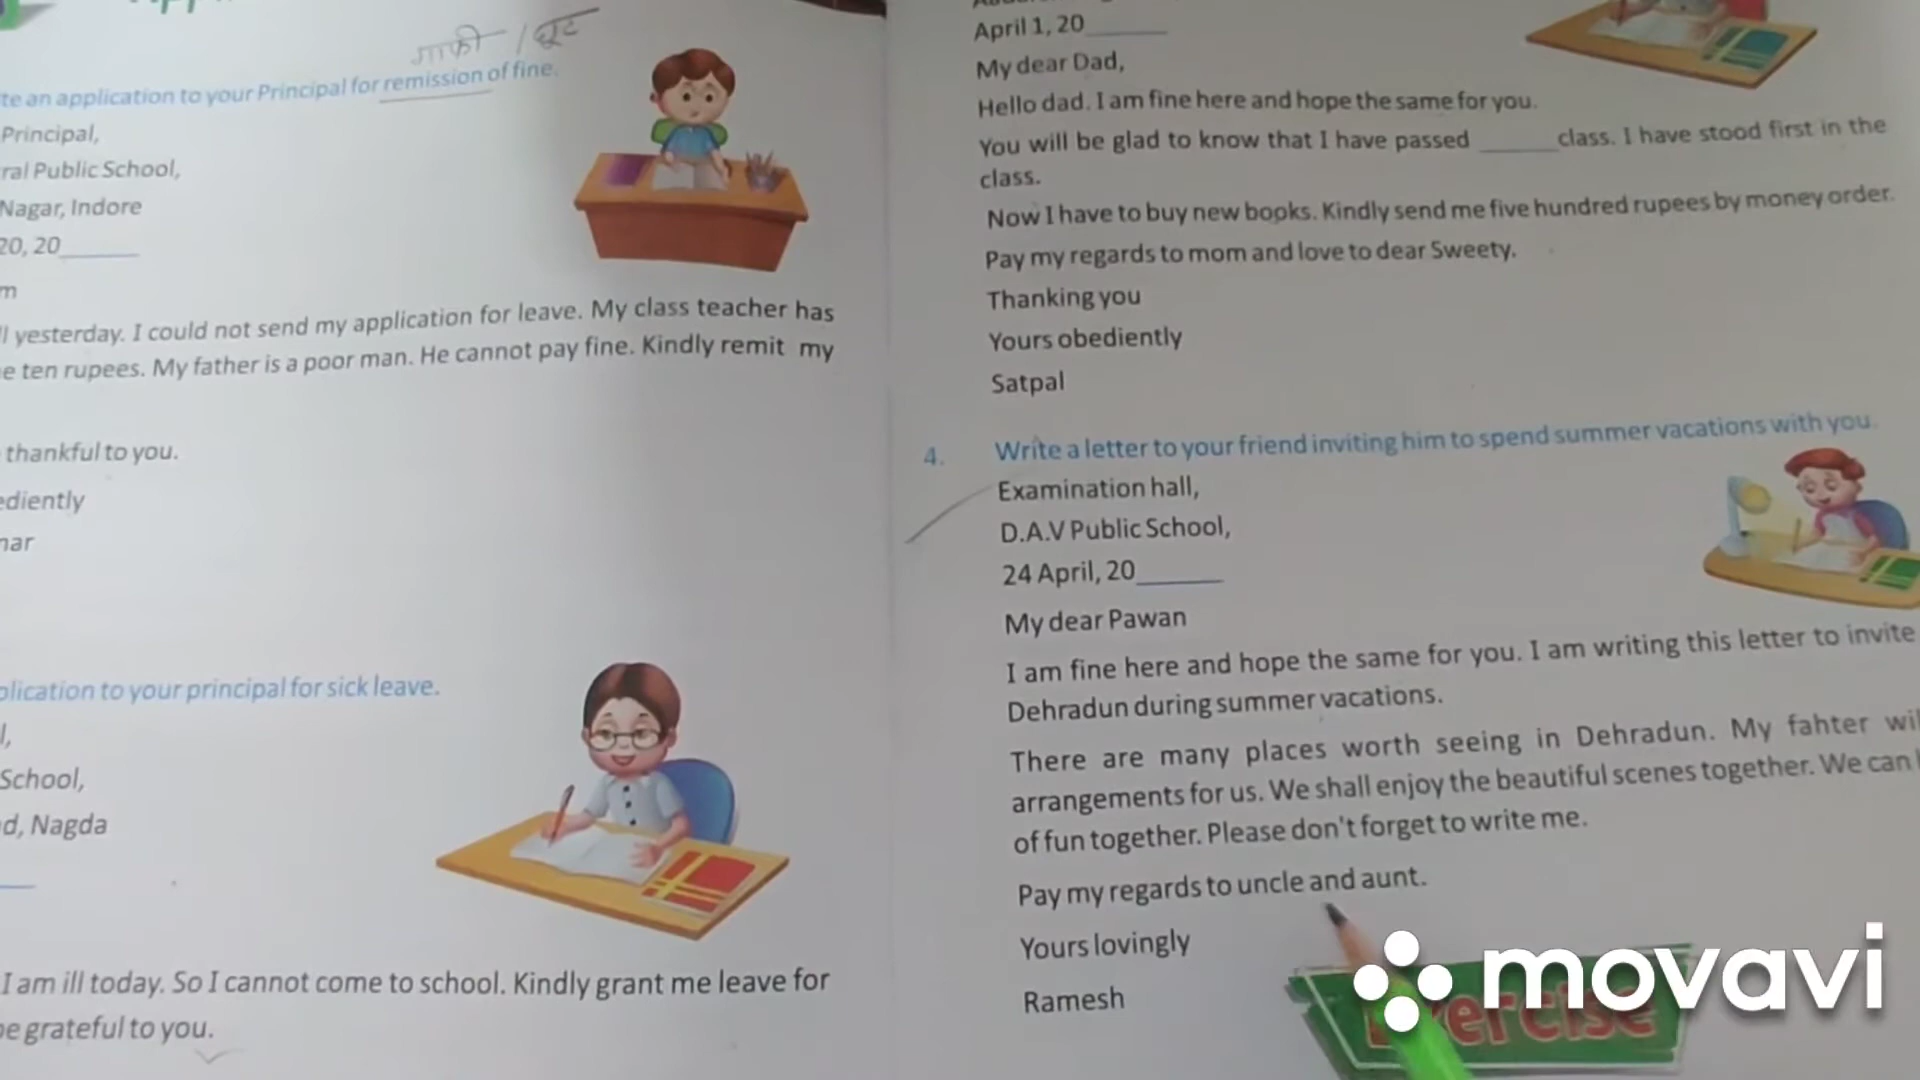 माफी / छूट
te an application to your Principal for remission of fine.
Principal,
ral Public School,
Nagar, Indore
20, 20______
m
ll yesterday. I could not send my application for leave. My class teacher has
e ten rupees. My father is a poor man. He cannot pay fine. Kindly remit my
thankful to you.
ediently
mar
plication to your principal for sick leave.
l,
School,
d, Nagda
I am ill today. So I cannot come to school. Kindly grant me leave for
be grateful to you.
April 1, 20______
My dear Dad,
Hello dad. I am fine here and hope the same for you.
You will be glad to know that I have passed ______class. I have stood first in the
class.
Now I have to buy new books. Kindly send me five hundred rupees by money order.
Pay my regards to mom and love to dear Sweety.
Thanking you
Yours obediently
Satpal
4. Write a letter to your friend inviting him to spend summer vacations with you.
Examination hall,
D.A.V Public School,
24 April, 20______
My dear Pawan
I am fine here and hope the same for you. I am writing this letter to invite
Dehradun during summer vacations.
There are many places worth seeing in Dehradun. My fahter wil
arrangements for us. We shall enjoy the beautiful scenes together. We can
of fun together. Please don't forget to write me.
Pay my regards to uncle and aunt.
Yours lovingly
Ramesh
Exercise
movavi